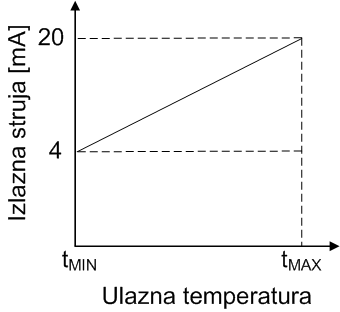 Izlazna struja [mA]
20
4
tMIN
tMAX
Ulazna temperatura